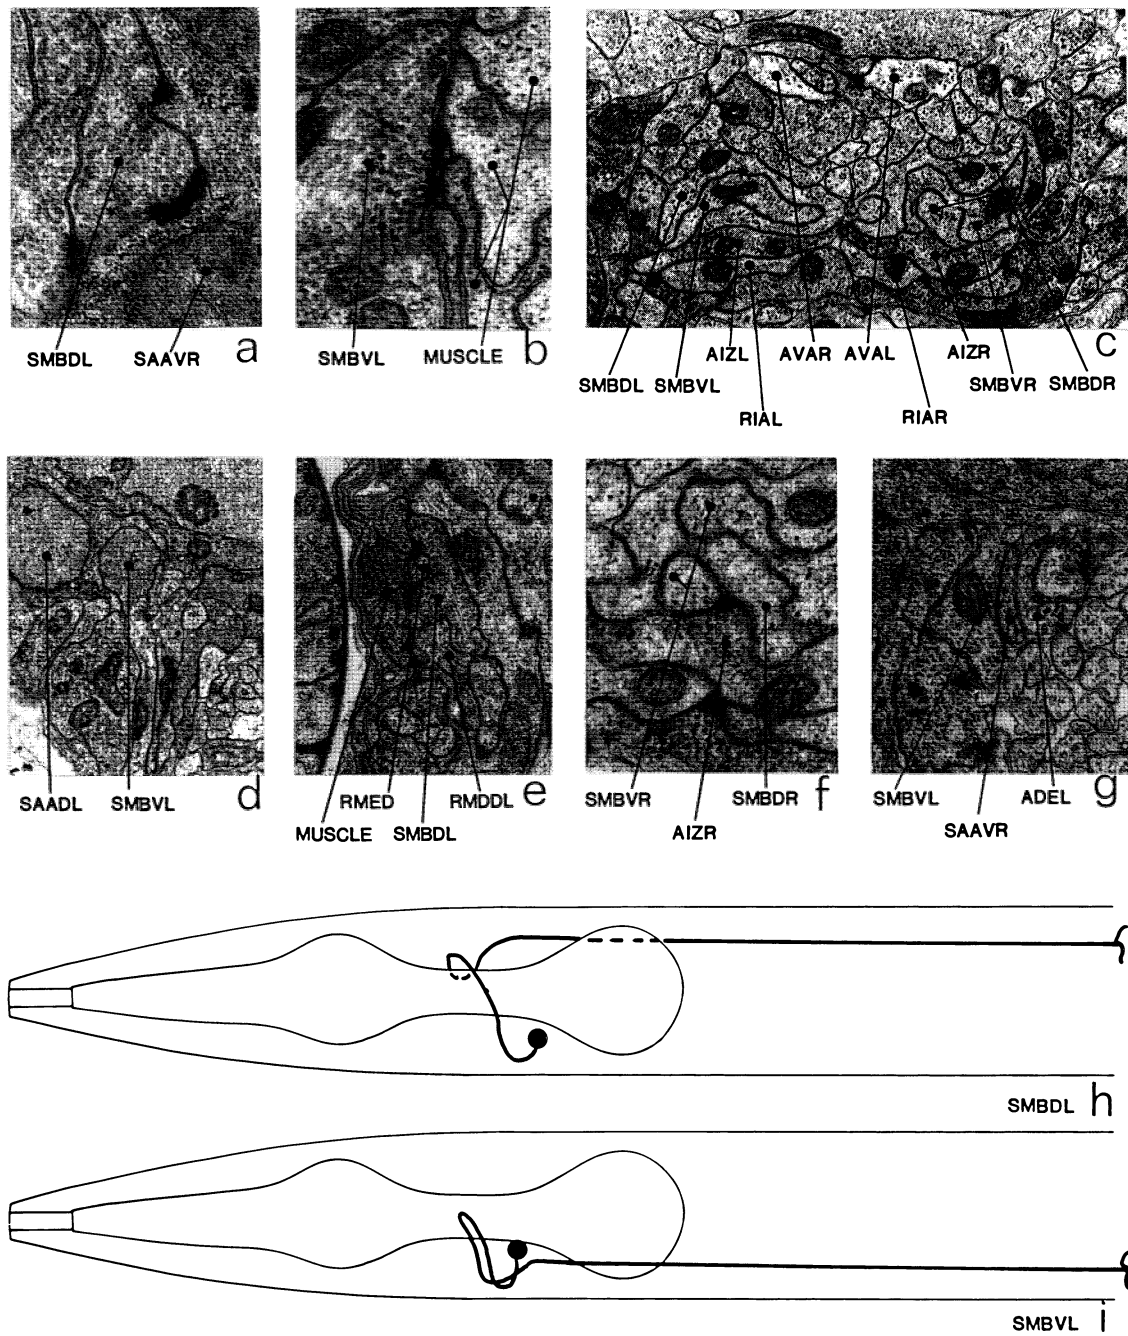 SMBDL SAAVR a
SMBVL MUSCLE b
SMBDL SMBVL AIZL RIAL AVAR AVAL RIAR AIZR SMBVR SMBDR c
SAADL SMBVL d
MUSCLE RMED SMBDL RMDDL e
SMBVR AIZR SMBDR f
SMBVL SAAVR ADEL g
SMBDL h
SMBVL i